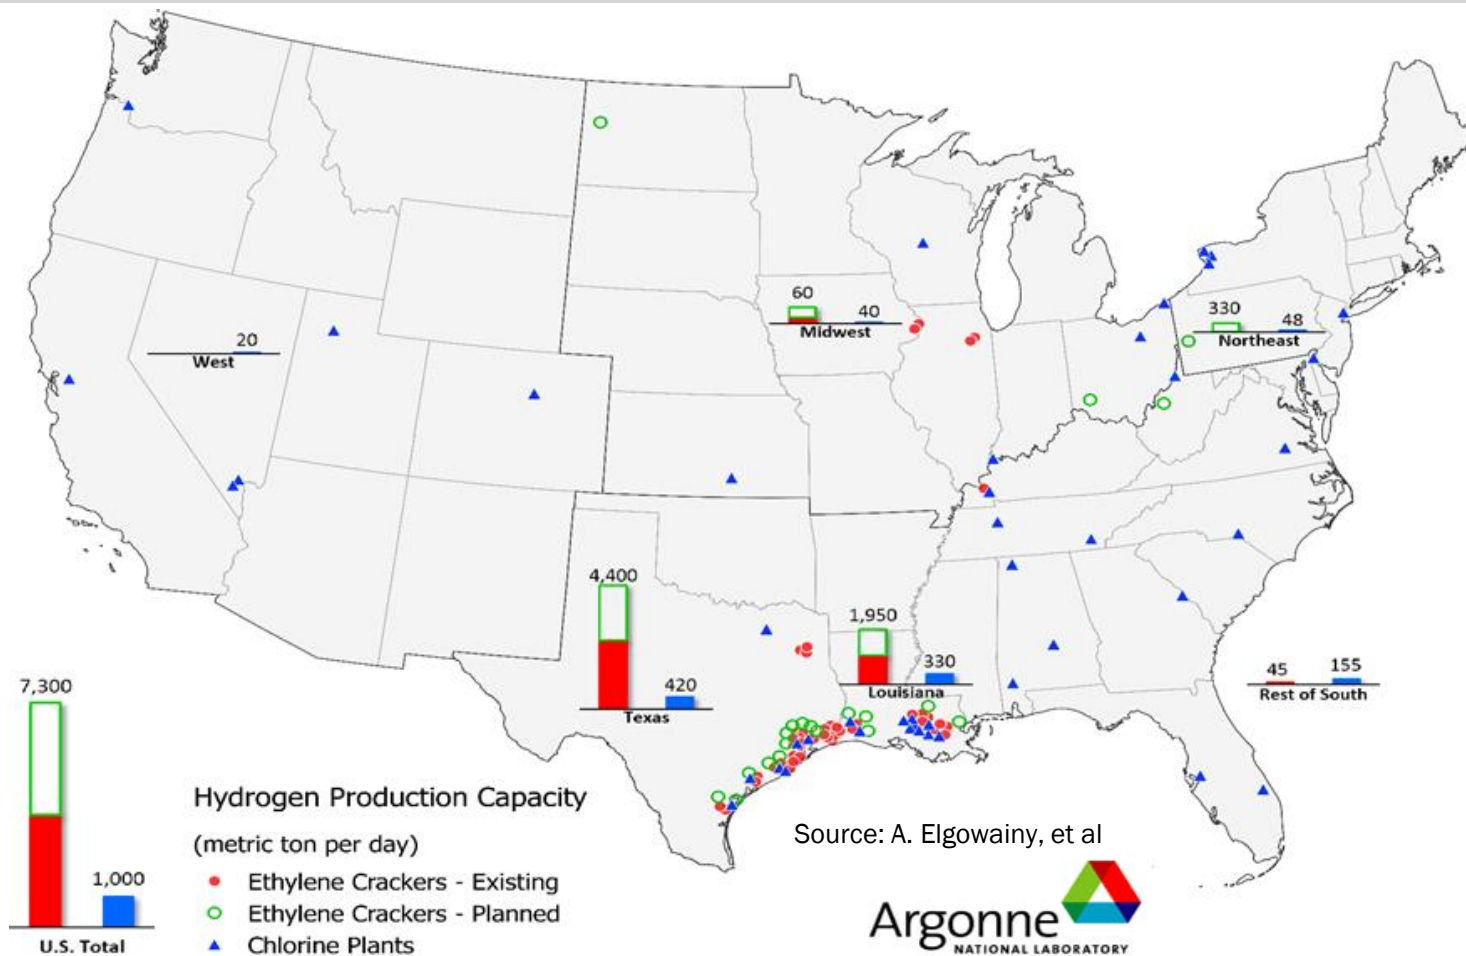 60
40
Midwest
330
48
Northeast
20
West
4,400
420
Texas
1,950
330
Louisiana
45
155
Rest of South
7,300
1,000
U.S. Total
Hydrogen Production Capacity
(metric ton per day)
Ethylene Crackers - Existing
Ethylene Crackers - Planned
Chlorine Plants
Source: A. Elgowainy, et al
Argonne
NATIONAL LABORATORY